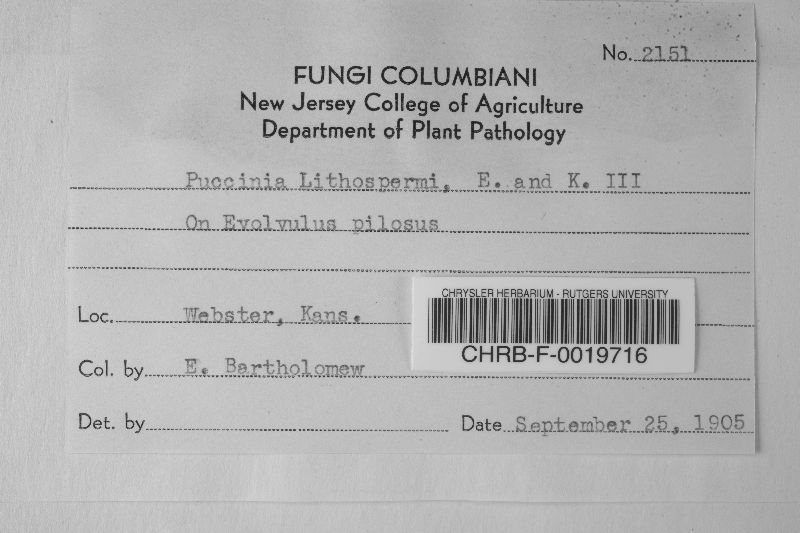 No. 2151
FUNGI COLUMBIANI
New Jersey College of Agriculture
Department of Plant Pathology
Puccinia Lithospermi, E. and K. III
On Evolvulus pilosus
Loc. Webster, Kans.
CHRYSLER HERBARIUM - RUTGERS UNIVERSITY
CHRB-F-0019716
Col. by E. Bartholomew
Det. by
Date September 25, 1905